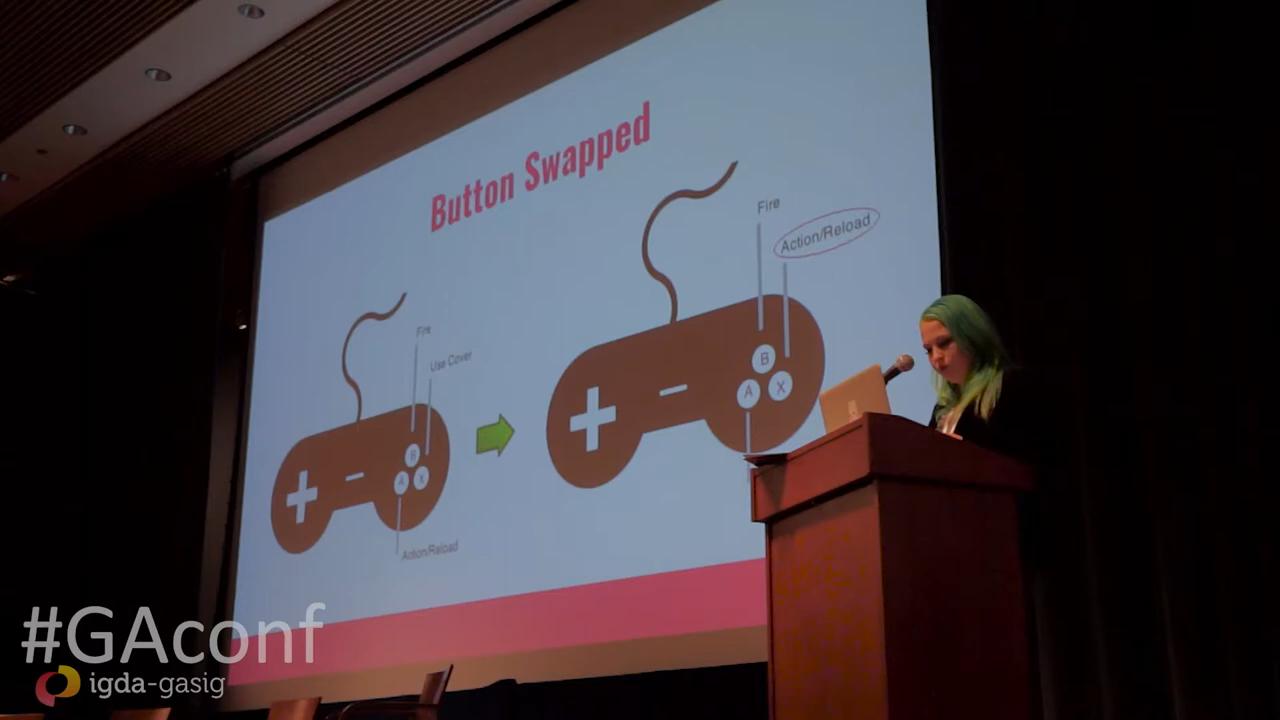 Button Swapped
Fire
Use Cover
B
A
X
Action/Reload
Fire
Action/Reload
B
A
X
#GAconf
igda-gasig